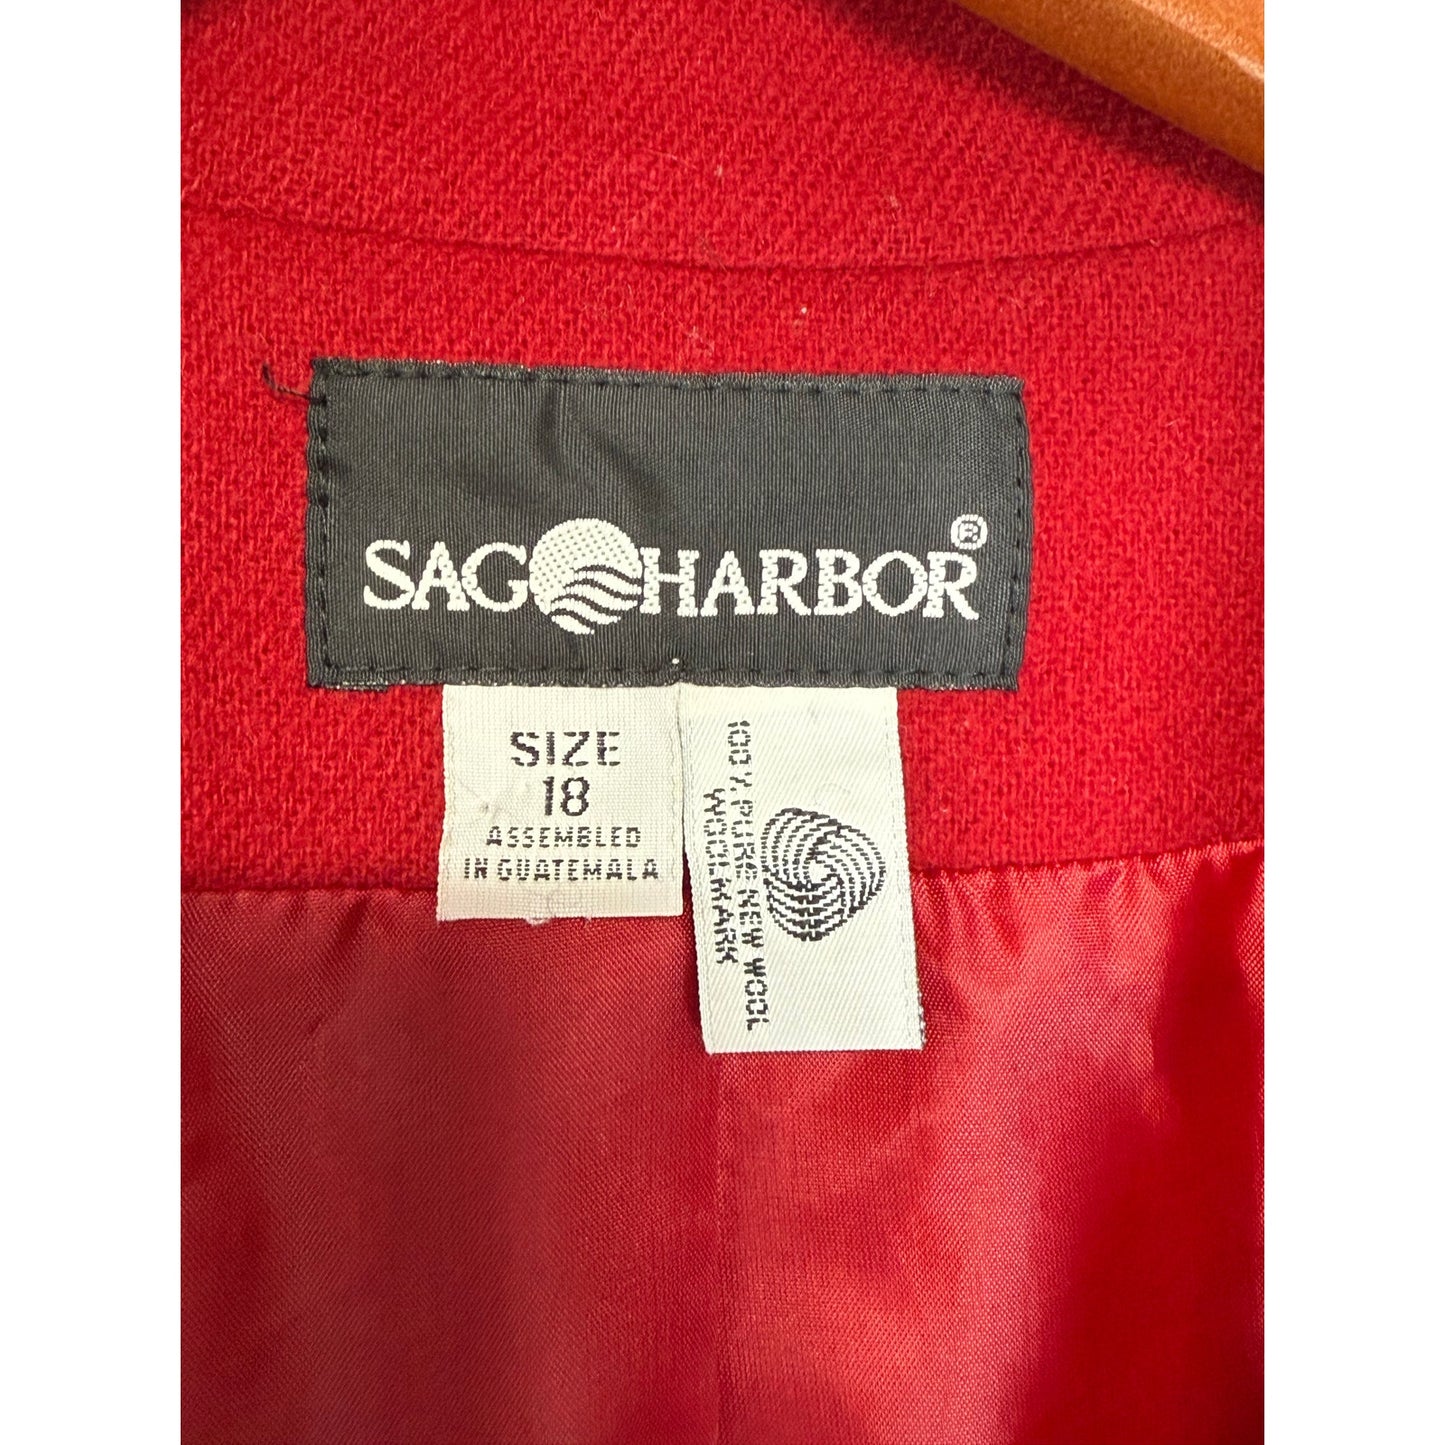 SAG HARBOR®
SIZE
18
ASSEMBLED
IN GUATEMALA
100% PURE NEW WOOL
WOOLMARK